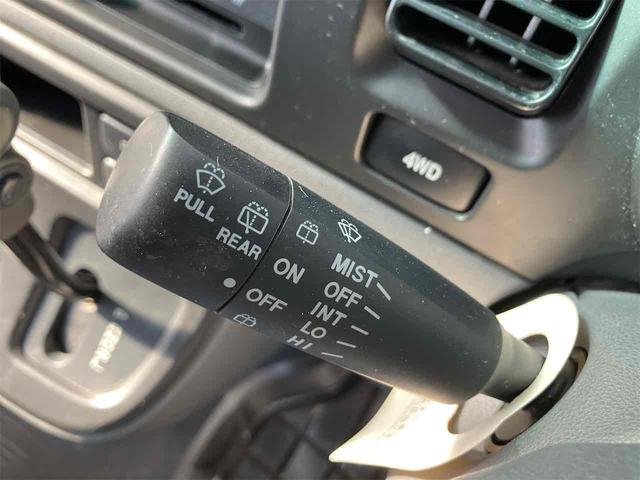 4WD
PULL
REAR
ON
OFF
MIST
OFF
INT
LO
HI